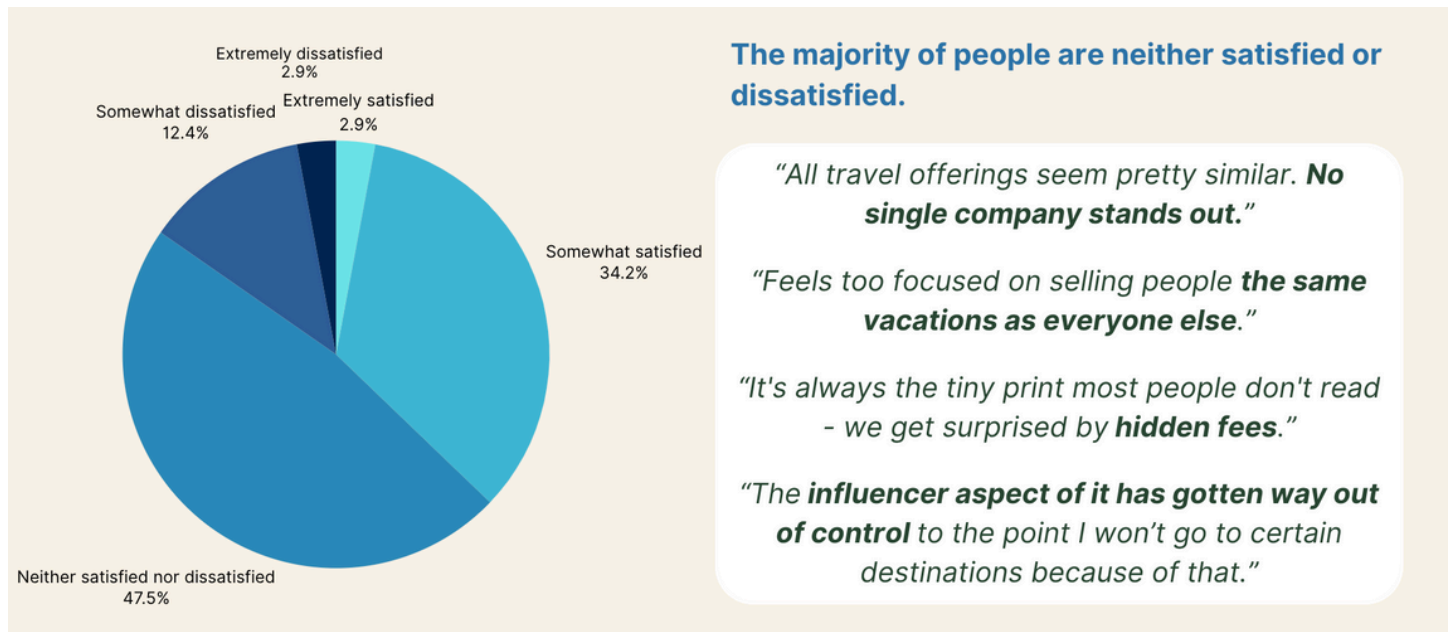 Extremely dissatisfied
2.9%
Extremely satisfied
2.9%
Somewhat dissatisfied
12.4%
Somewhat satisfied
34.2%
Neither satisfied nor dissatisfied
47.5%
The majority of people are neither satisfied or
dissatisfied.
“All travel offerings seem pretty similar. No
single company stands out.”
“Feels too focused on selling people the same
vacations as everyone else.”
“It's always the tiny print most people don't read
- we get surprised by hidden fees.”
“The influencer aspect of it has gotten way out
of control to the point I won’t go to certain
destinations because of that.”